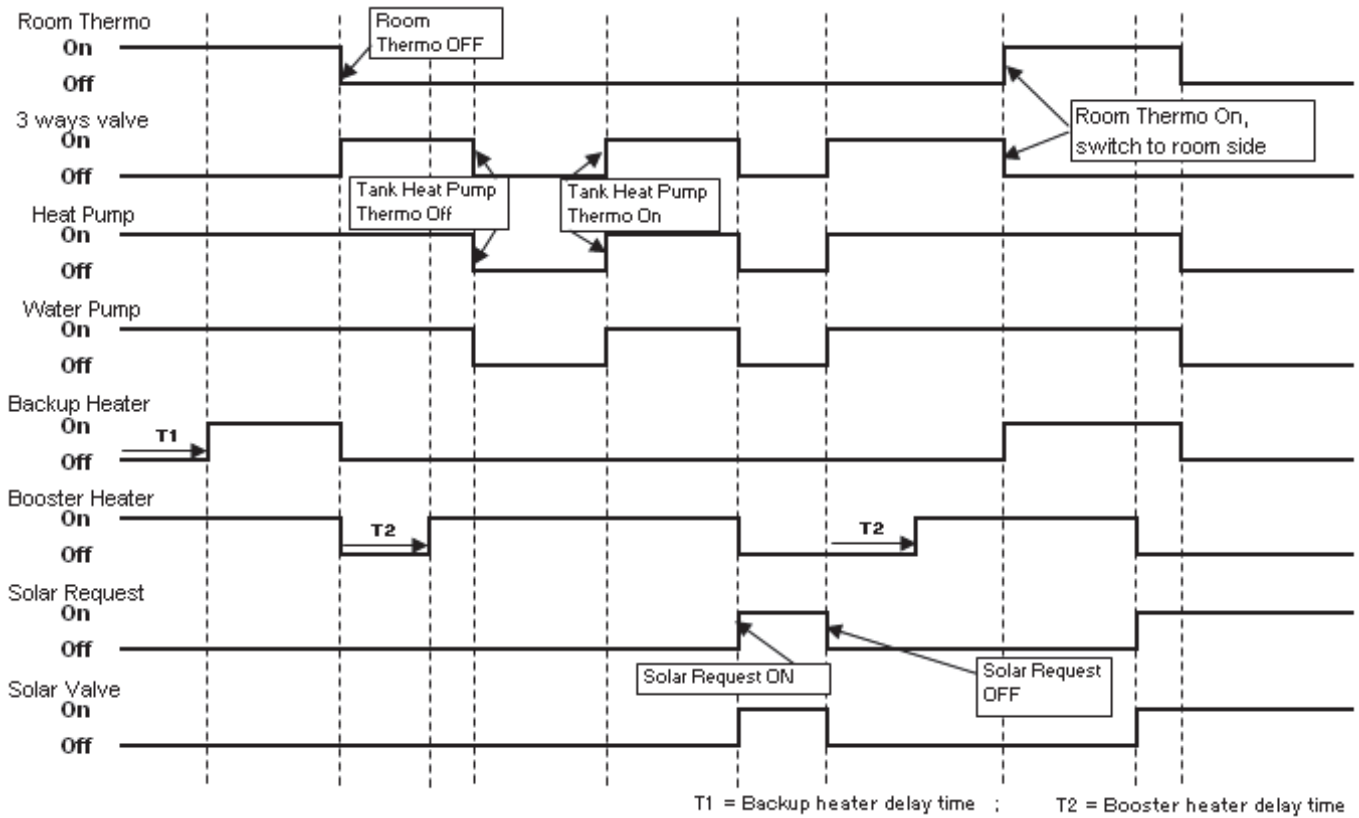 Room Thermo
On
Off
Room
Thermo OFF
3 ways valve
On
Off
Room Thermo On,
switch to room side
Tank Heat Pump
Thermo Off
Tank Heat Pump
Thermo On
Heat Pump
On
Off
Water Pump
On
Off
Backup Heater
On
T1
Off
Booster Heater
On
T2
T2
Off
Solar Request
On
Off
Solar Request ON
Solar Request
OFF
Solar Valve
On
Off
T1 = Backup heater delay time ; T2 = Booster heater delay time